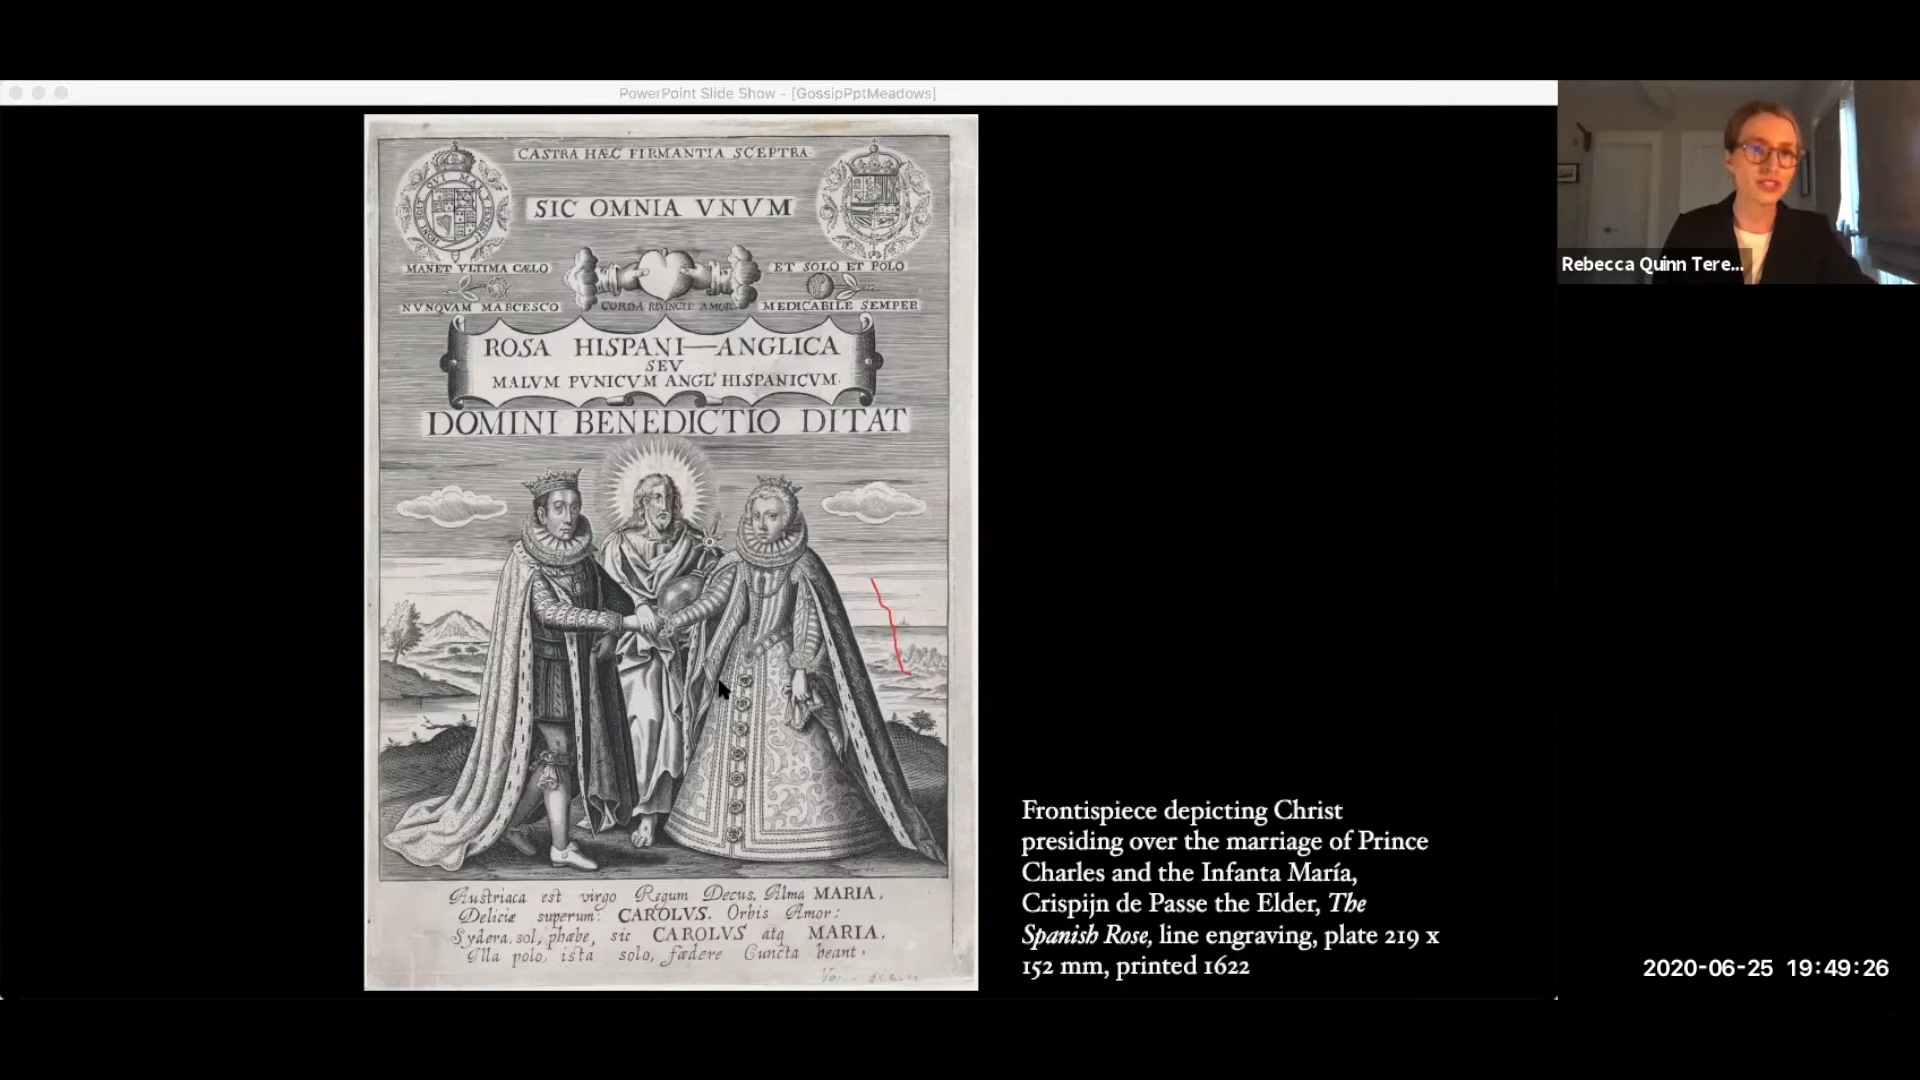 PowerPoint Slide Show - [GossipPptMeadows]
CASTRA HÆC FIRMANTIA SCEPTRA
SIC OMNIA VNVM
MANET VLTIMA CÆLO
ET SOLO ET POLO
NVNQVAM MARCESCO
CORDA REVINCIT AMOR
MEDICABILE SEMPER
ROSA HISPANI-ANGLICA
SEV
MALVM PVNICVM ANGL' HISPANICVM.
DOMINI BENEDICTIO DITAT
Austriaca est virgo Regum Decus, Alma MARIA,
Deliciæ superum: CAROLVS. Orbis Amor:
Sydera, sol, phæbe, sic CAROLVS atq MARIA,
Illa polo, ista solo, fædere Cuncta beant,
Rebecca Quinn Tere...
Frontispiece depicting Christ
presiding over the marriage of Prince
Charles and the Infanta María,
Crispijn de Passe the Elder, The
Spanish Rose, line engraving, plate 219 x
152 mm, printed 1622
2020-06-25 19:49:26